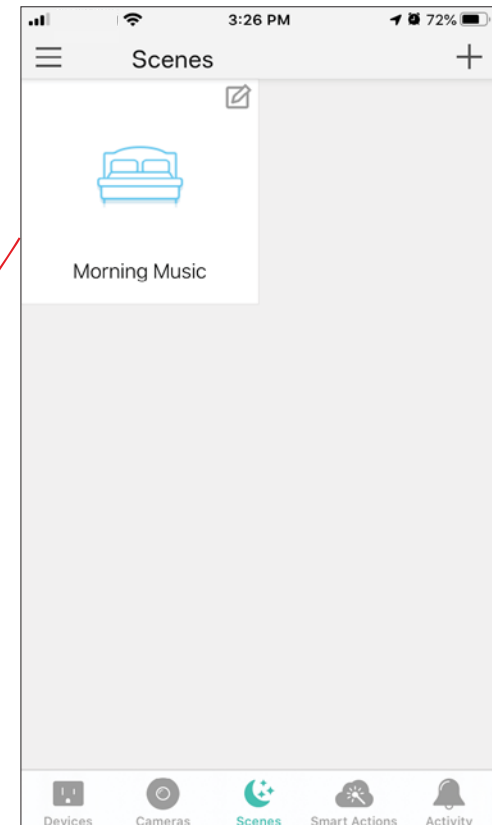 3:26 PM 72%
Scenes
Morning Music
Devices Cameras Scenes Smart Actions Activity